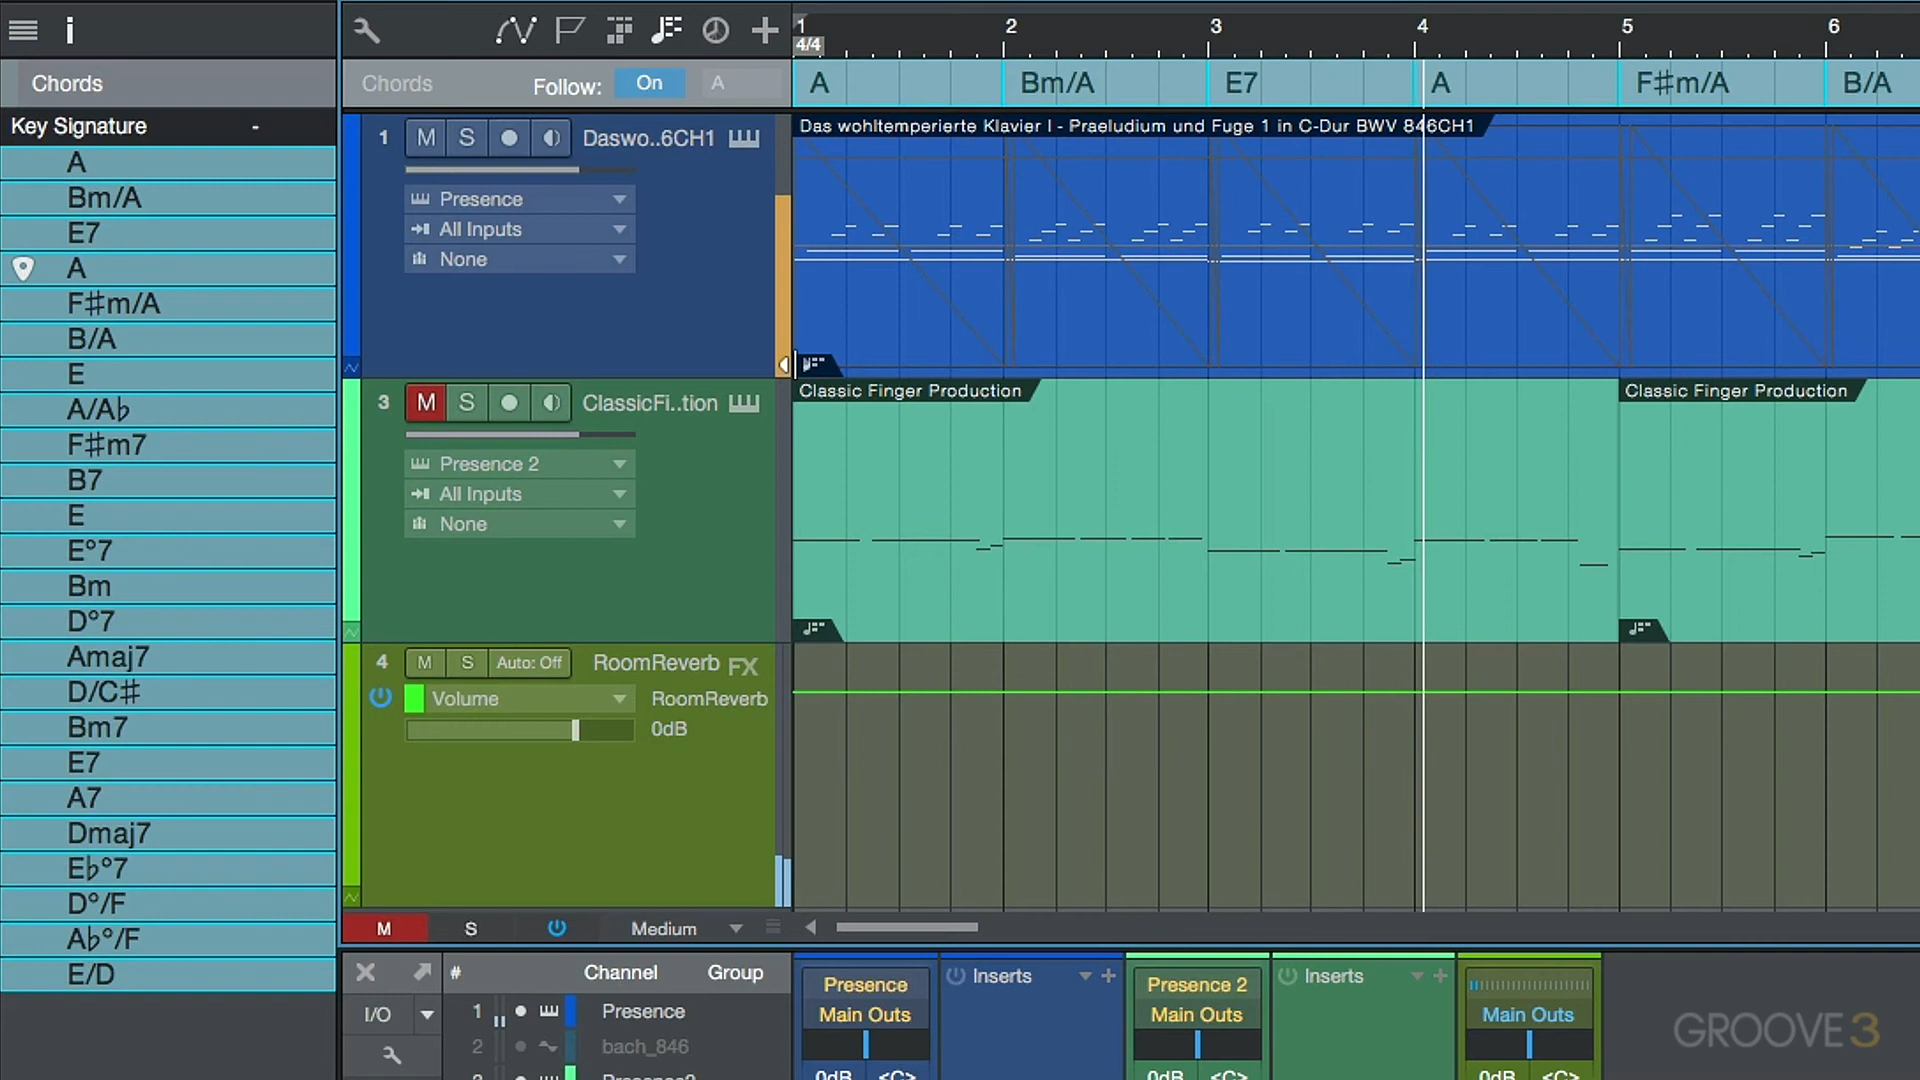 i
1 2 3 4 5 6
4/4
Chords
Chords Follow: On A
A Bm/A E7 A F♯m/A B/A
Key Signature -
A
Bm/A
E7
A
F♯m/A
B/A
E
A/A♭
F♯m7
B7
E
E°7
Bm
D°7
Amaj7
D/C♯
Bm7
E7
A7
Dmaj7
E♭°7
D°/F
A♭°/F
E/D
1 M S Daswo..6CH1
Presence
All Inputs
None
Das wohltemperierte Klavier I - Praeludium und Fuge 1 in C-Dur BWV 846CH1
3 M S ClassicFi..tion
Presence 2
All Inputs
None
Classic Finger Production
Classic Finger Production
4 M S Auto: Off RoomReverb FX
Volume RoomReverb
0dB
M S Medium
# Channel Group
I/O
1 Presence
2 bach_846
Presence Inserts
Main Outs
0dB <C>
Presence 2 Inserts
Main Outs
0dB <C>
Main Outs
0dB <C>
GROOVE 3